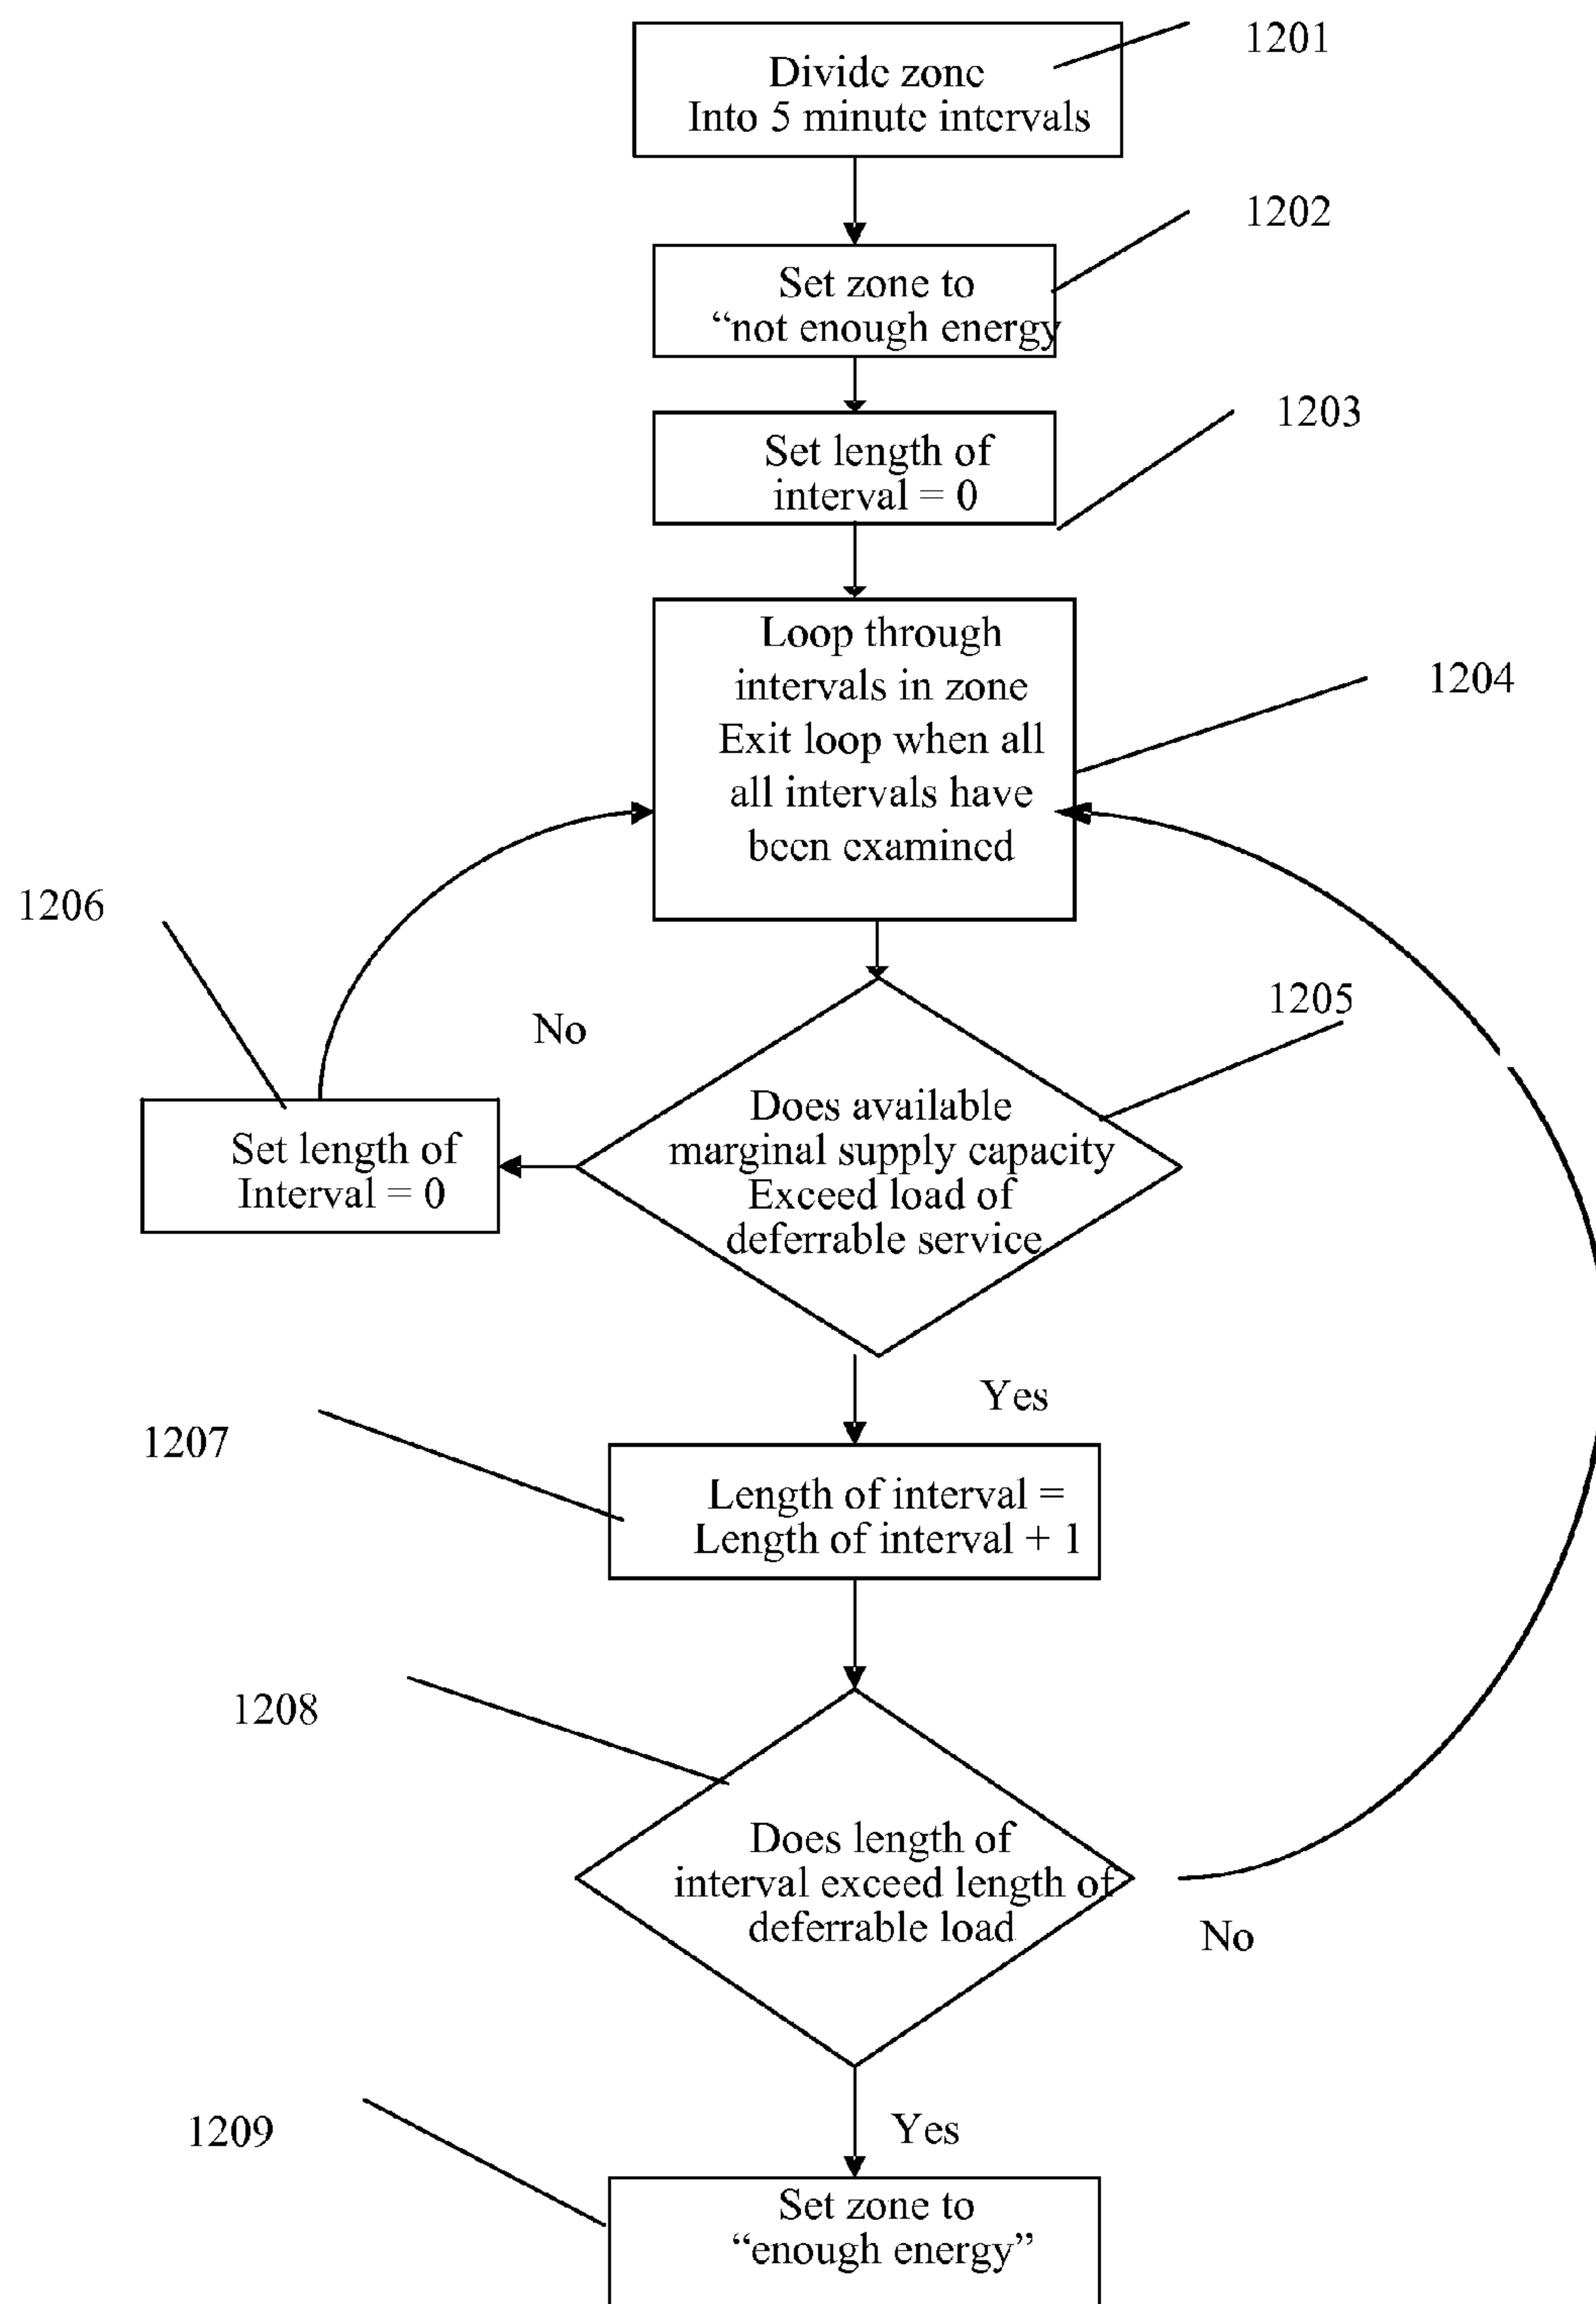 1201
Divide zone
Into 5 minute intervals
1202
Set zone to
“not enough energy
1203
Set length of
interval = 0
Loop through
intervals in zone
Exit loop when all
all intervals have
been examined
1204
1206
No
1205
Set length of
Interval = 0
Does available
marginal supply capacity
Exceed load of
deferrable service
Yes
1207
Length of interval =
Length of interval + 1
1208
Does length of
interval exceed length of
deferrable load
No
1209
Yes
Set zone to
“enough energy”